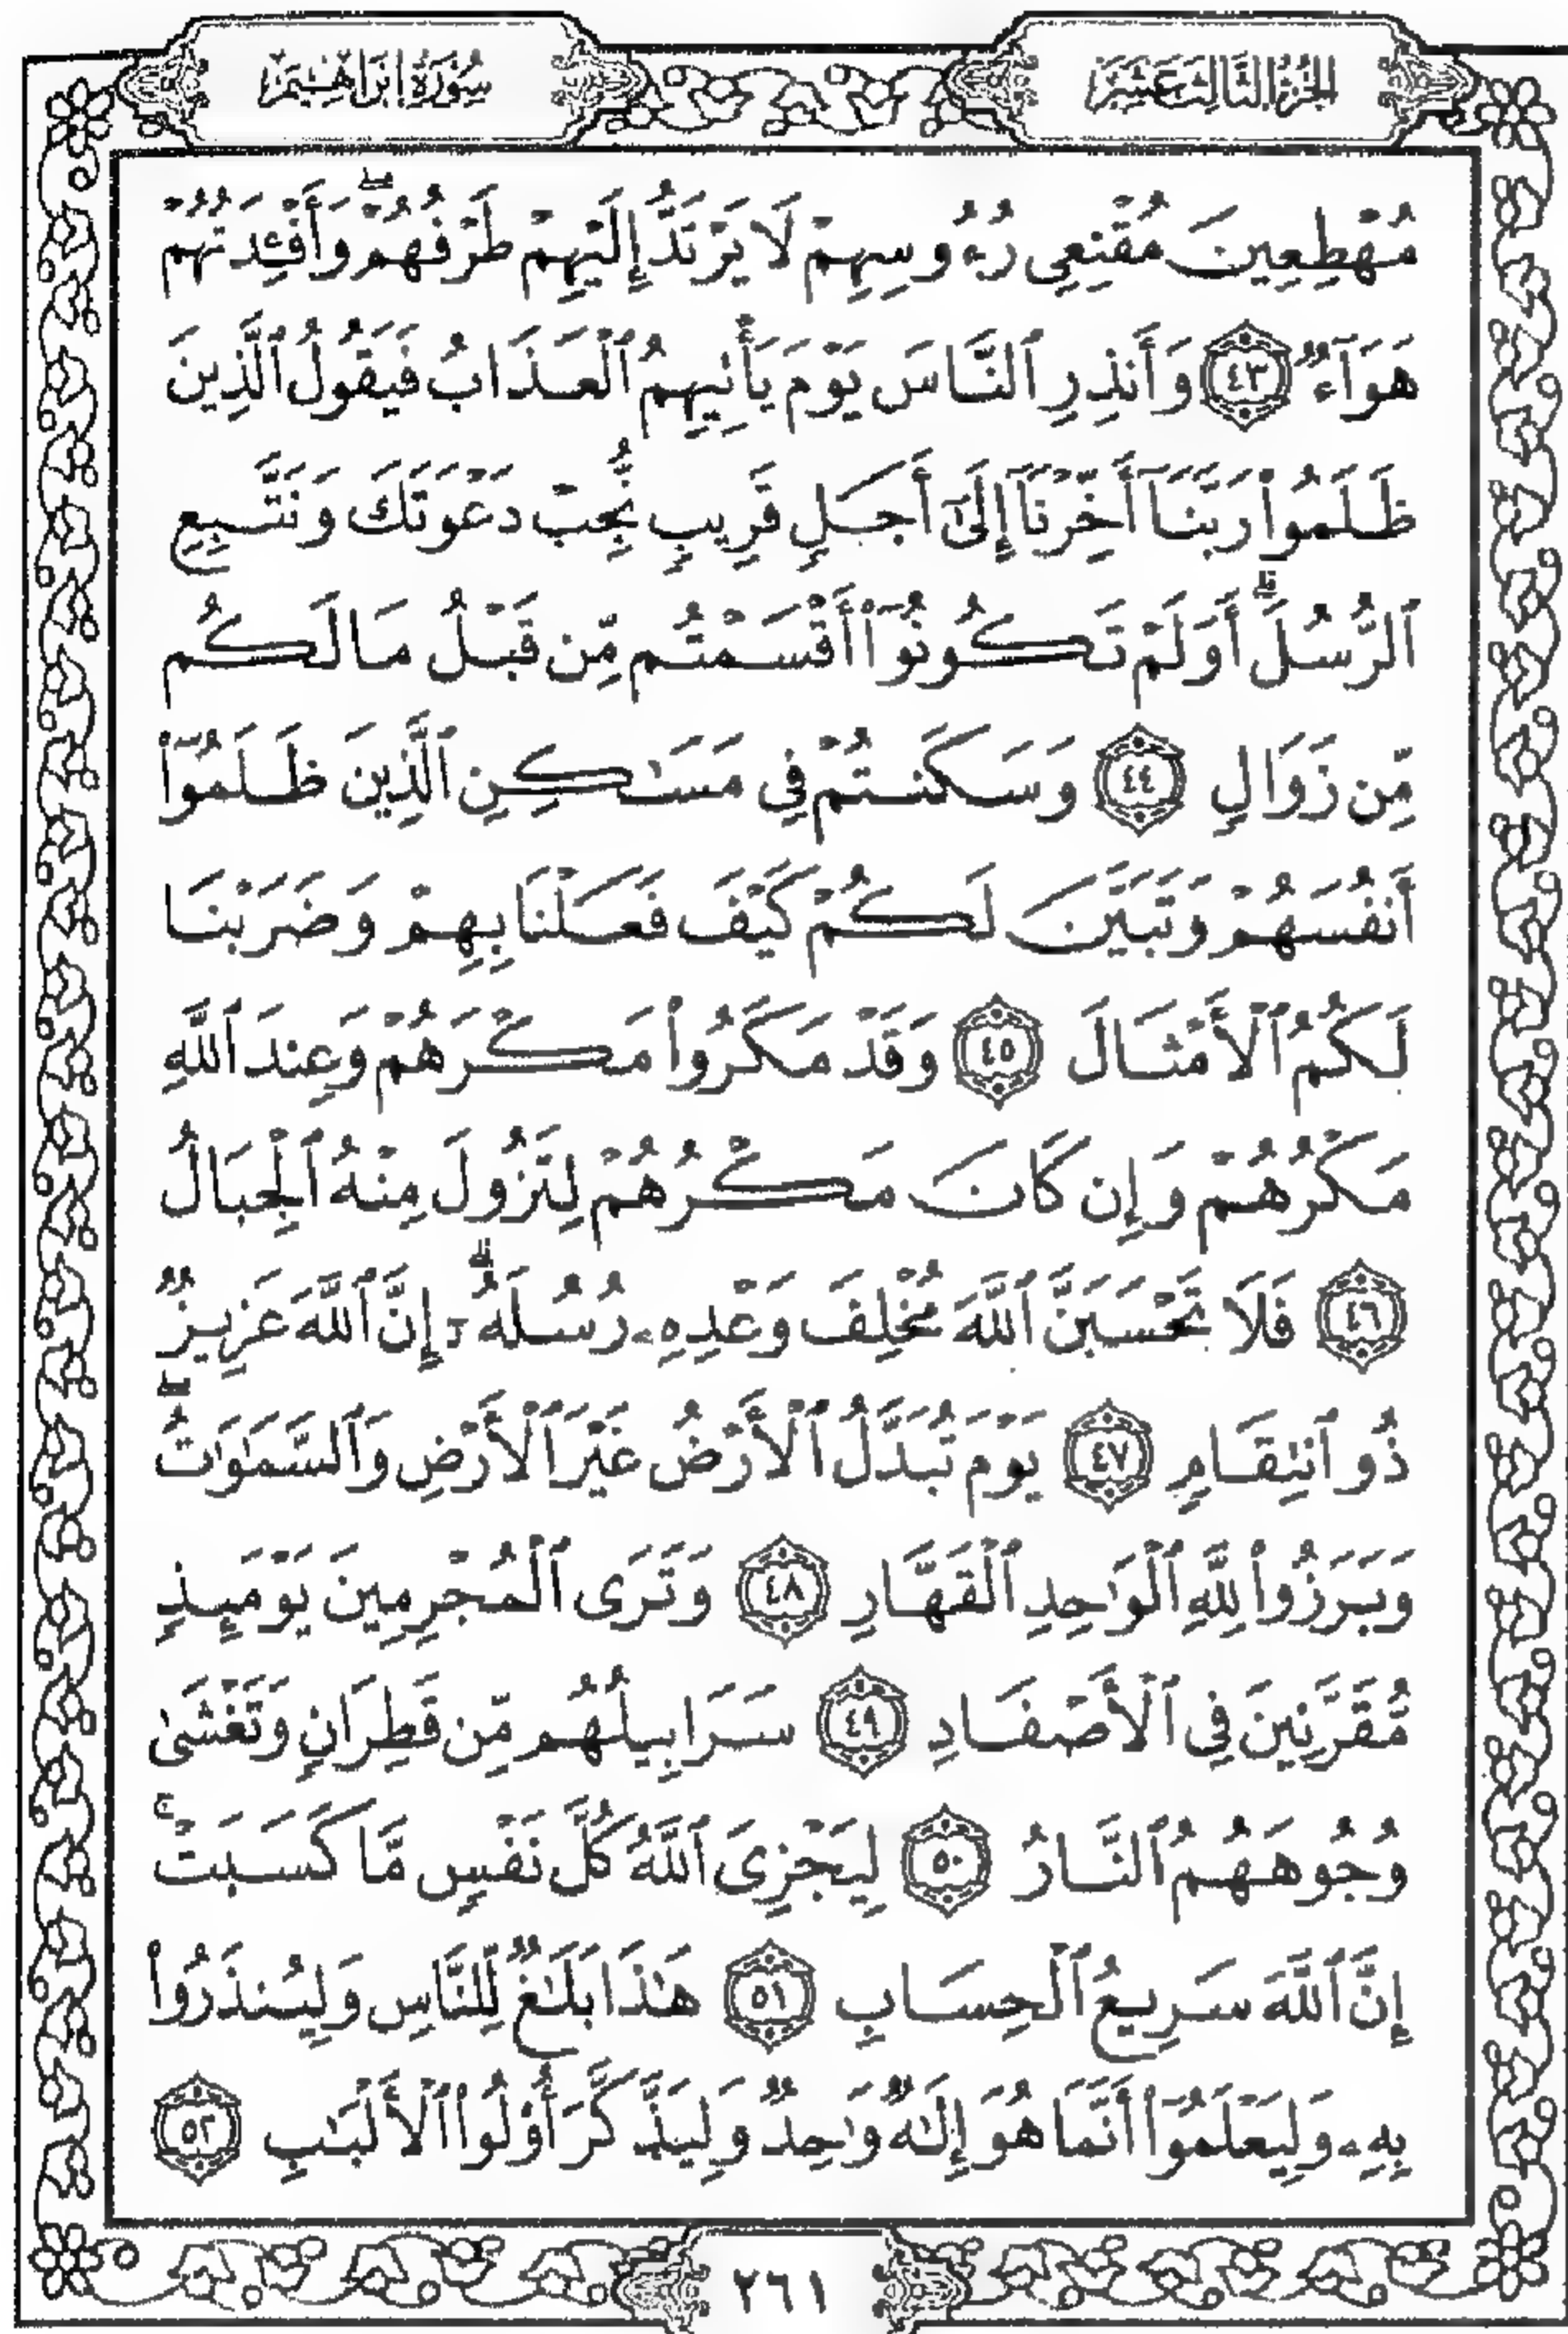 الجزء الثالث عشر
سورة إبراهيم
مُهْطِعِينَ مُقْنِعِى رُءُوسِهِمْ لَا يَرْتَدُّ إِلَيْهِمْ طَرْفُهُمْ ۖ وَأَفْـِٔدَتُهُمْ
هَوَآءٌ ٤٣ وَأَنذِرِ ٱلنَّاسَ يَوْمَ يَأْتِيهِمُ ٱلْعَذَابُ فَيَقُولُ ٱلَّذِينَ
ظَلَمُوا۟ رَبَّنَآ أَخِّرْنَآ إِلَىٰٓ أَجَلٍ قَرِيبٍ نُّجِبْ دَعْوَتَكَ وَنَتَّبِعِ
ٱلرُّسُلَ ۗ أَوَلَمْ تَكُونُوٓا۟ أَقْسَمْتُم مِّن قَبْلُ مَا لَكُم
مِّن زَوَالٍ ٤٤ وَسَكَنتُمْ فِى مَسَـٰكِنِ ٱلَّذِينَ ظَلَمُوٓا۟
أَنفُسَهُمْ وَتَبَيَّنَ لَكُمْ كَيْفَ فَعَلْنَا بِهِمْ وَضَرَبْنَا
لَكُمُ ٱلْأَمْثَالَ ٤٥ وَقَدْ مَكَرُوا۟ مَكْرَهُمْ وَعِندَ ٱللَّهِ
مَكْرُهُمْ وَإِن كَانَ مَكْرُهُمْ لِتَزُولَ مِنْهُ ٱلْجِبَالُ
٤٦ فَلَا تَحْسَبَنَّ ٱللَّهَ مُخْلِفَ وَعْدِهِۦ رُسُلَهُۥٓ ۗ إِنَّ ٱللَّهَ عَزِيزٌ
ذُو ٱنتِقَامٍ ٤٧ يَوْمَ تُبَدَّلُ ٱلْأَرْضُ غَيْرَ ٱلْأَرْضِ وَٱلسَّمَـٰوَٰتُ ۖ
وَبَرَزُوا۟ لِلَّهِ ٱلْوَٰحِدِ ٱلْقَهَّارِ ٤٨ وَتَرَى ٱلْمُجْرِمِينَ يَوْمَئِذٍ
مُّقَرَّنِينَ فِى ٱلْأَصْفَادِ ٤٩ سَرَابِيلُهُم مِّن قَطِرَانٍ وَتَغْشَىٰ
وُجُوهَهُمُ ٱلنَّارُ ٥٠ لِيَجْزِىَ ٱللَّهُ كُلَّ نَفْسٍ مَّا كَسَبَتْ ۚ
إِنَّ ٱللَّهَ سَرِيعُ ٱلْحِسَابِ ٥١ هَـٰذَا بَلَـٰغٌ لِّلنَّاسِ وَلِيُنذَرُوا۟
بِهِۦ وَلِيَعْلَمُوٓا۟ أَنَّمَا هُوَ إِلَـٰهٌ وَٰحِدٌ وَلِيَذَّكَّرَ أُو۟لُوا۟ ٱلْأَلْبَـٰبِ ٥٢
٢٦١